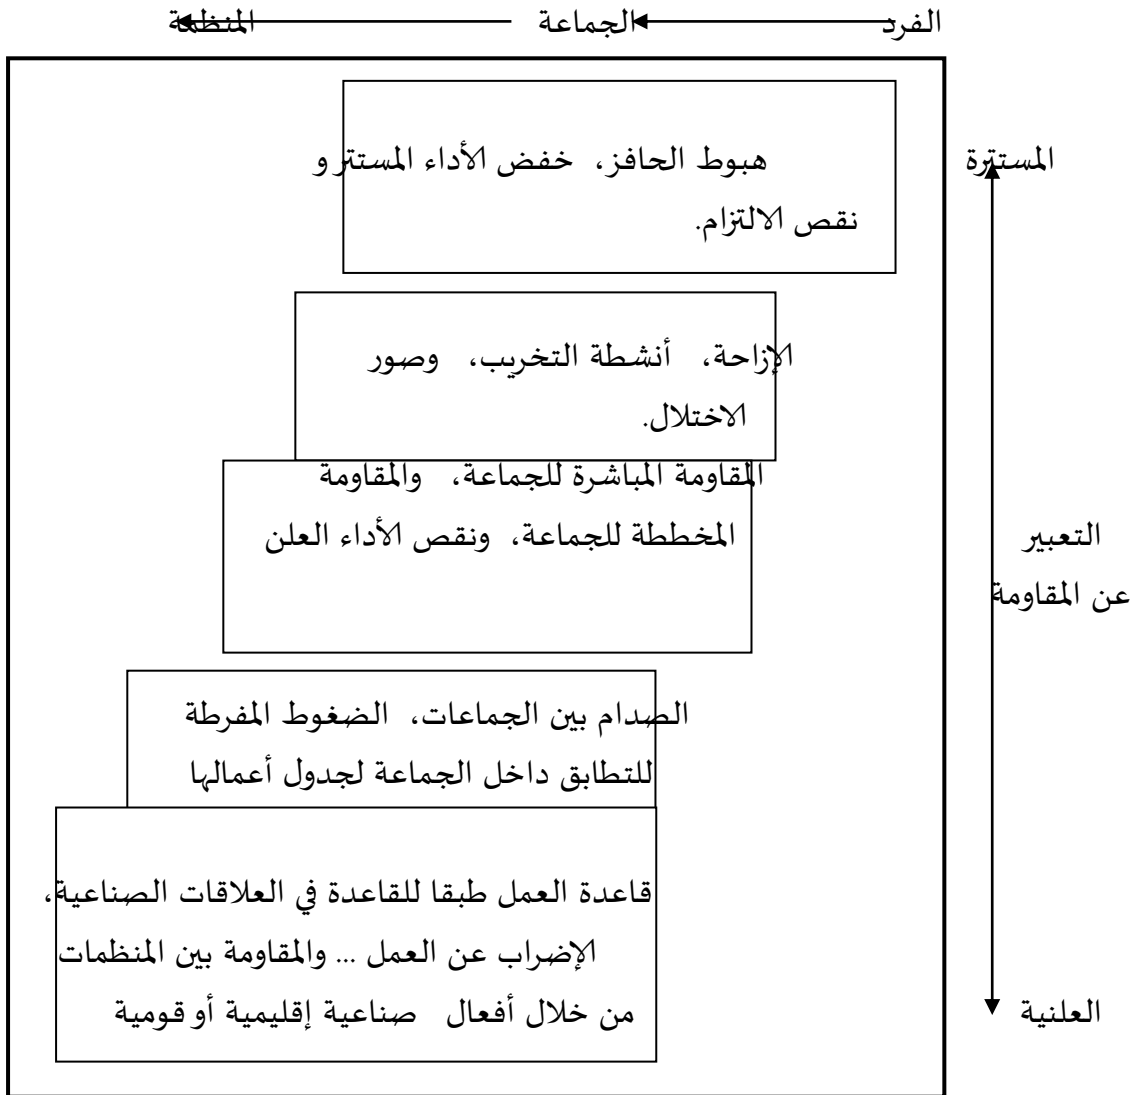 الفرد الجماعة المنظمة
المستترة
هبوط الحافز، خفض الأداء المستتر و
نقص الالتزام.
الإزاحة، أنشطة التخريب، وصور
الاختلال.
المقاومة المباشرة للجماعة، والمقاومة
المخططة للجماعة، ونقص الأداء العلن
التعبير
عن المقاومة
الصدام بين الجماعات، الضغوط المفرطة
للتطابق داخل الجماعة لجدول أعمالها
قاعدة العمل طبقا للقاعدة في العلاقات الصناعية،
الإضراب عن العمل ... والمقاومة بين المنظمات
من خلال أفعال صناعية إقليمية أو قومية
العلنية